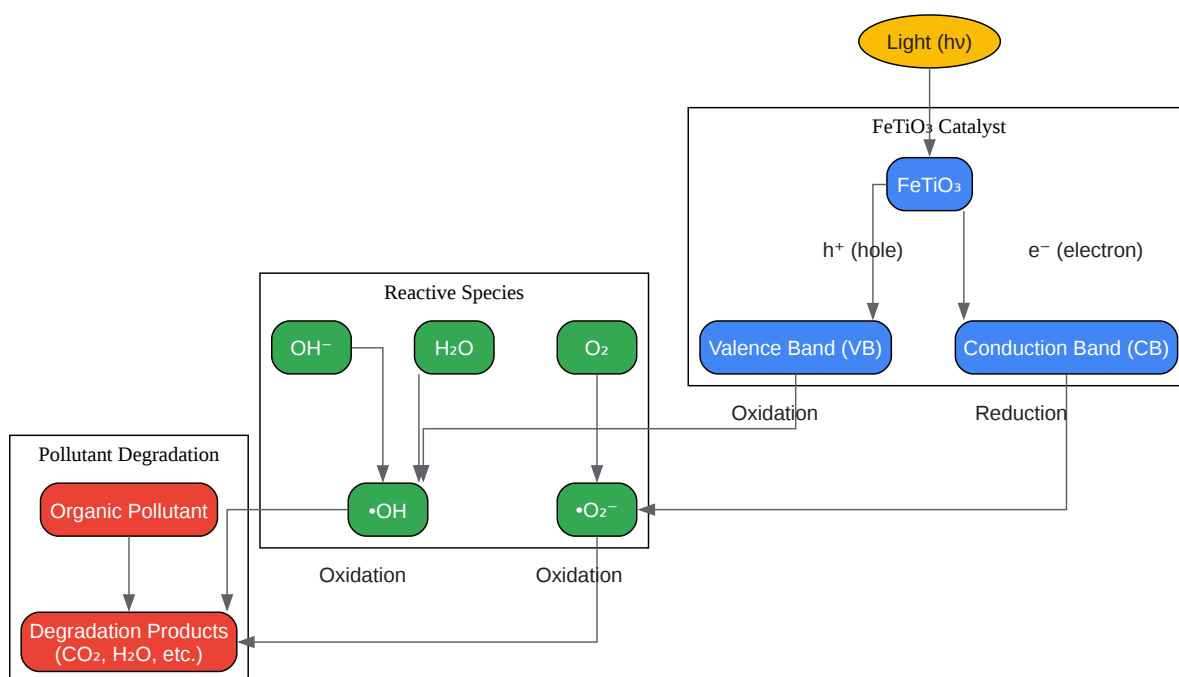 Light (hν)
FeTiO₃ Catalyst
FeTiO₃
h⁺ (hole)
e⁻ (electron)
Reactive Species
OH⁻
H₂O
O₂
Valence Band (VB)
Conduction Band (CB)
Oxidation
Reduction
Pollutant Degradation
Organic Pollutant
•OH
•O₂⁻
Oxidation
Oxidation
Degradation Products
(CO₂, H₂O, etc.)